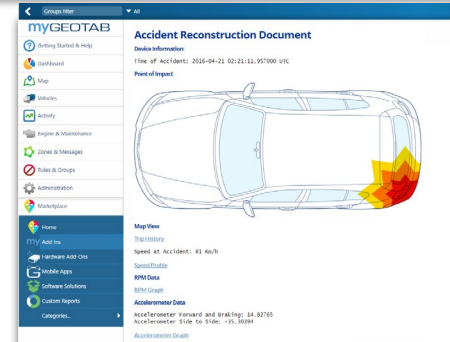 Groups filter
All
myGEOTAB
Getting Started & Help
Dashboard
Map
Vehicles
Activity
Engine & Maintenance
Zones & Messages
Rules & Groups
Administration
Marketplace
Home
my Add Ins
Hardware Add-Ons
Mobile Apps
Software Solutions
Custom Reports
Categories...
Accident Reconstruction Document
Device Information:
Time of Accident: 2016-04-21 02:21:11.957000 UTC
Point of Impact
Map View
Trip History
Speed at Accident: 81 Km/h
Speed Profile
RPM Data
RPM Graph
Accelerometer Data
Accelerometer Forward and Braking: 14.82765
Accelerometer Side to Side: -35.30394
Accelerometer Graph